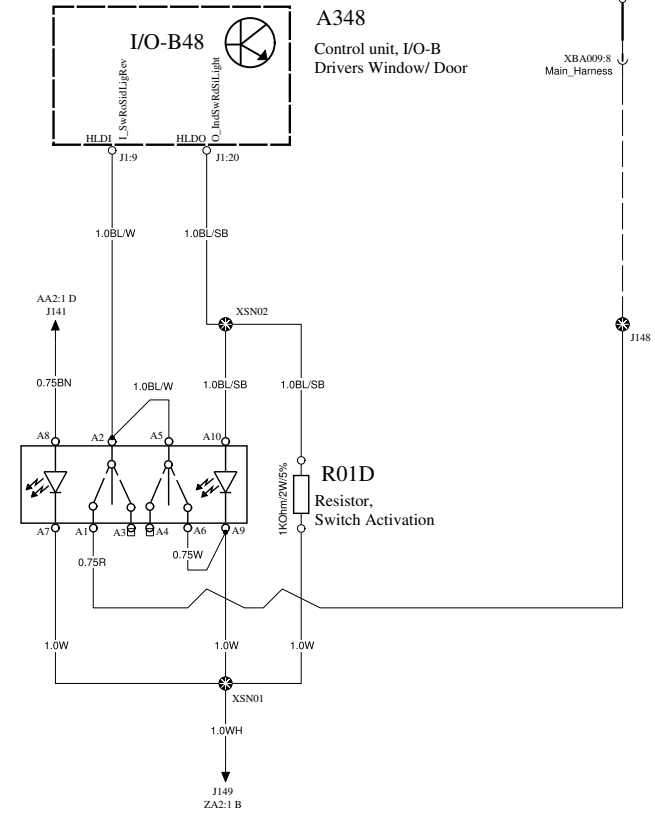 A348
I/O-B48
Control unit, I/O-B
Drivers Window/ Door
I_SwRoSidLigRev
O_IndSwRdSiLight
HLDI
HLDO
J1:9
J1:20
XBA009:8
Main_Harness
1.0BL/W
1.0BL/SB
AA2:1 D
J141
XSN02
J148
0.75BN
1.0BL/W
1.0BL/SB
1.0BL/SB
A8
A2
A5
A10
1KOhm/2W/5%
R01D
Resistor,
Switch Activation
A7
A1
A3
A4
A6
A9
0.75R
0.75W
1.0W
1.0W
1.0W
XSN01
1.0WH
J149
ZA2:1 B